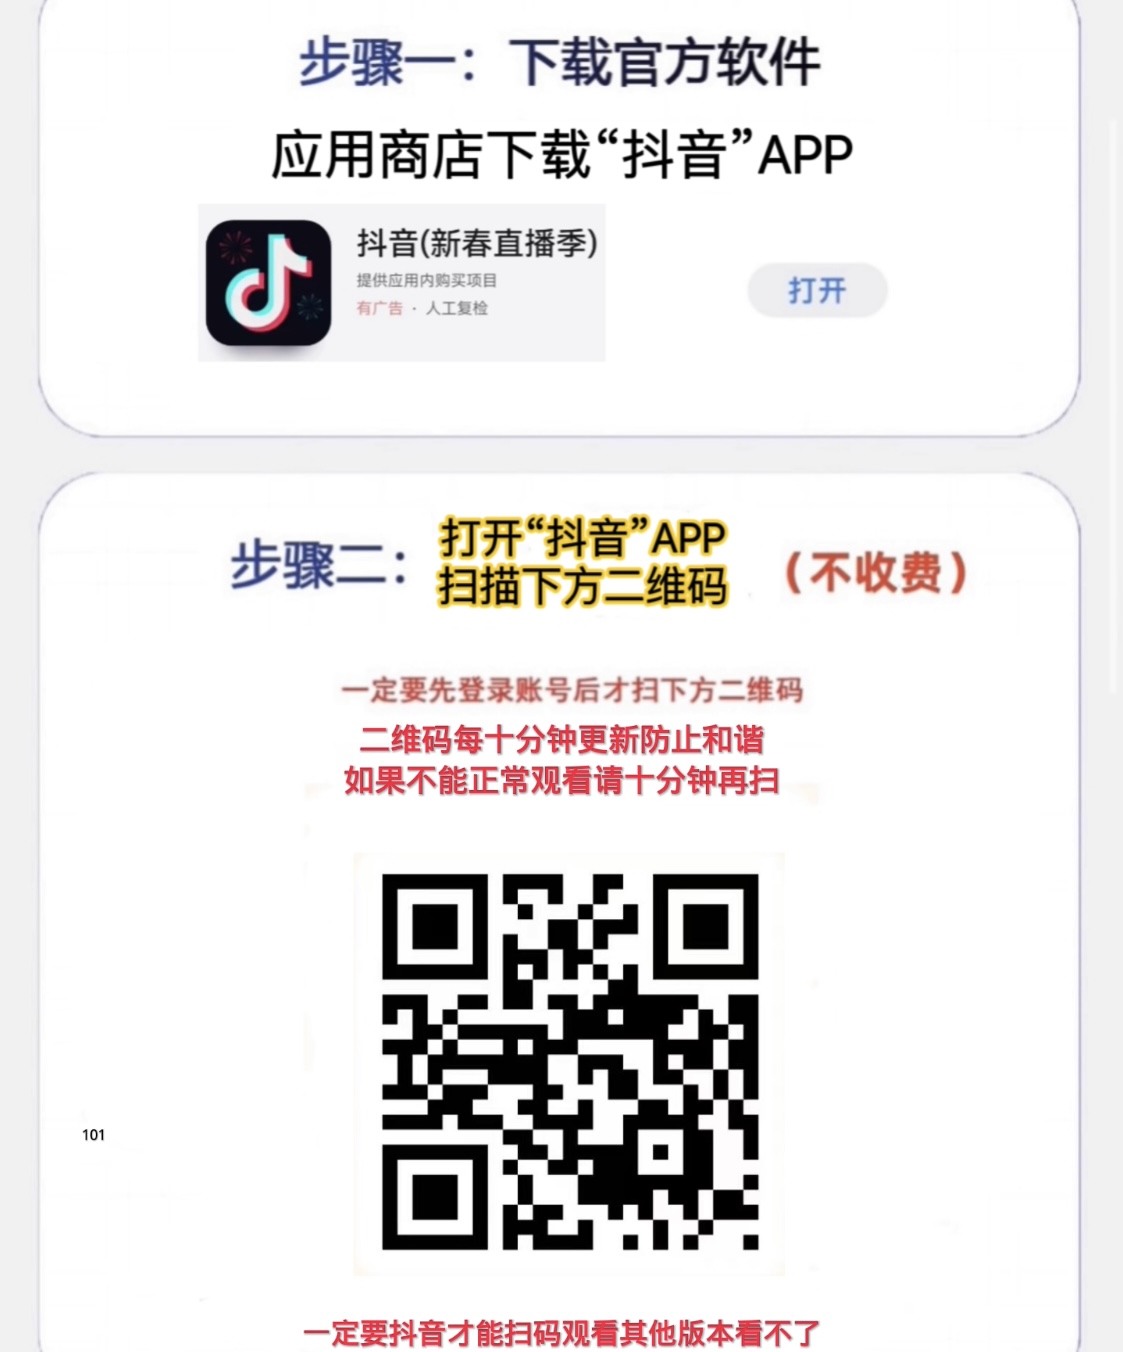 步骤一：下载官方软件
应用商店下载“抖音”APP
抖音(新春直播季)
提供应用内购买项目
有广告 · 人工复检
打开
步骤二：
打开“抖音”APP
扫描下方二维码
（不收费）
一定要先登录账号后才扫下方二维码
二维码每十分钟更新防止和谐
如果不能正常观看请十分钟再扫
101
一定要抖音才能扫码观看其他版本看不了